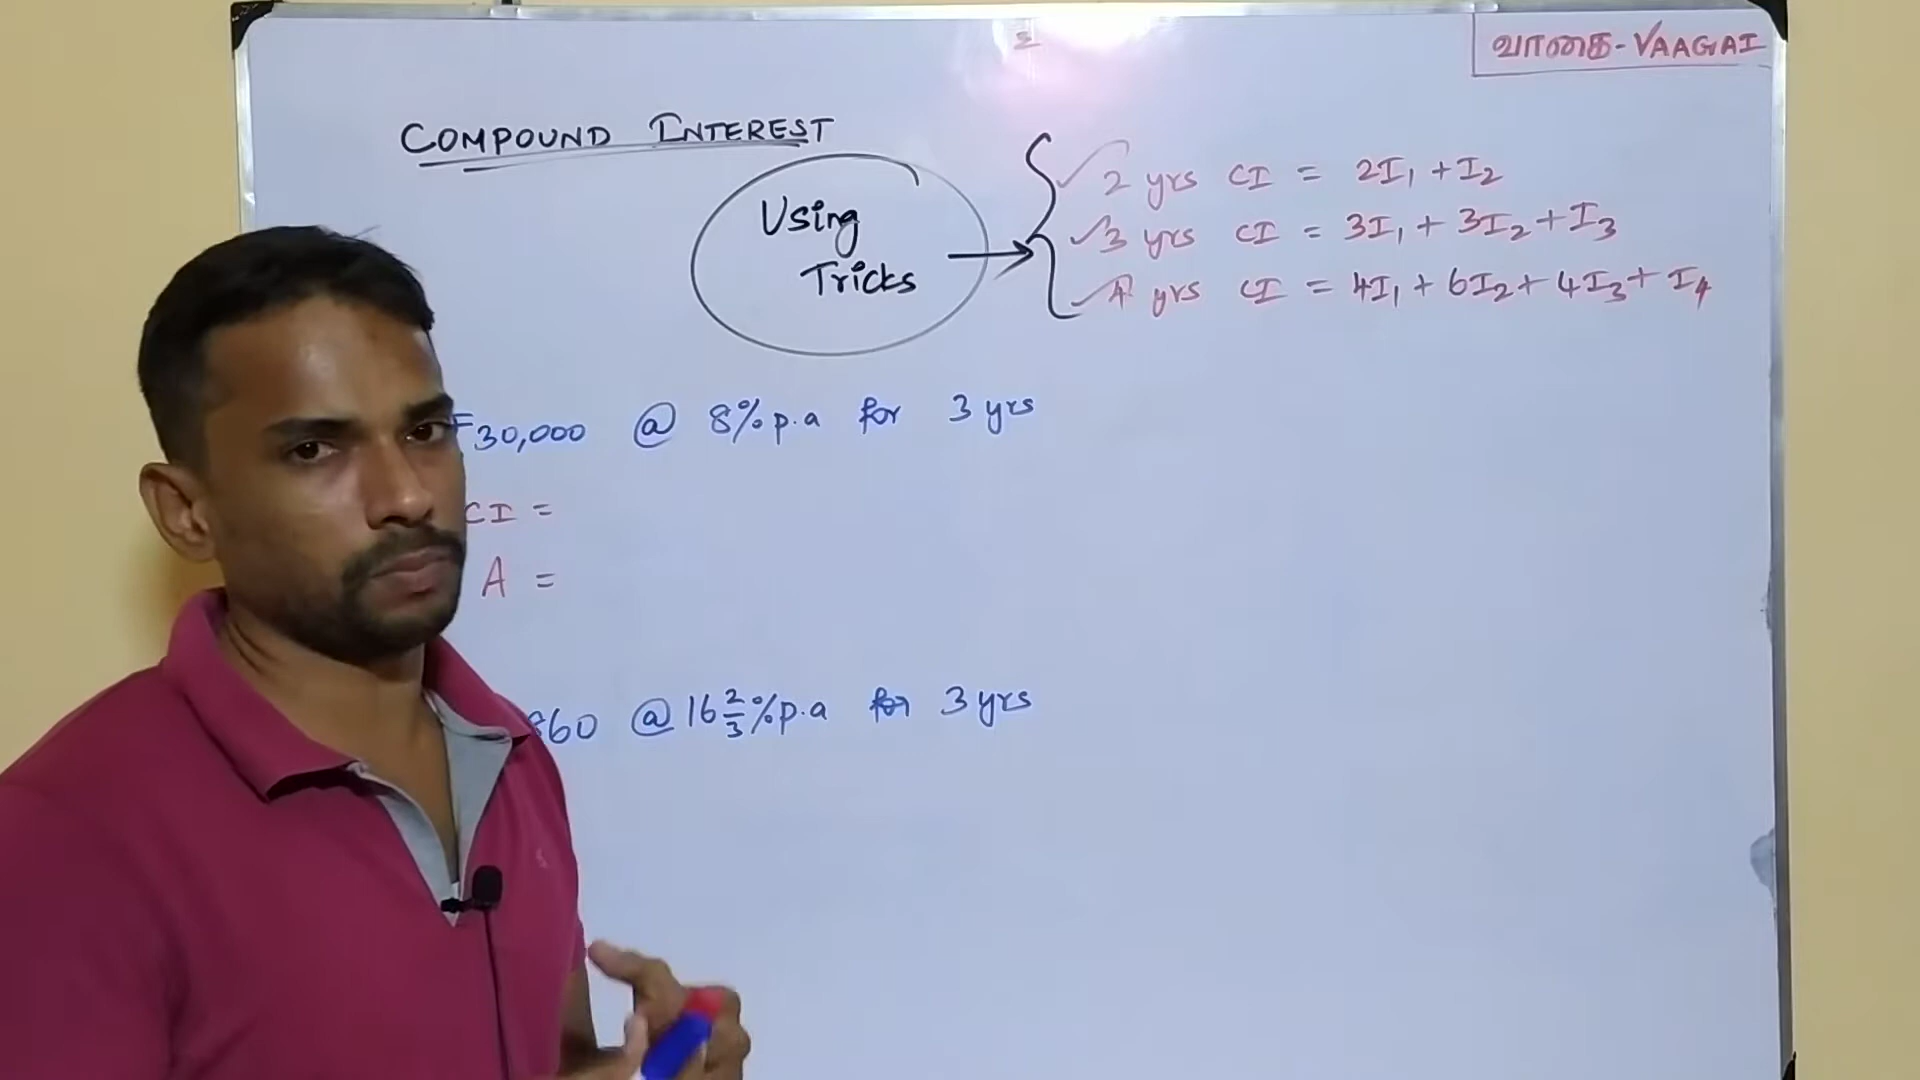 வாகை - VAAGAI
COMPOUND INTEREST
Using
Tricks
2 yrs CI = 2I₁ + I₂
3 yrs CI = 3I₁ + 3I₂ + I₃
4 yrs CI = 4I₁ + 6I₂ + 4I₃ + I₄
₹30,000 @ 8% p.a for 3 yrs
CI =
A =
860 @ 16 2/3 % p.a for 3 yrs